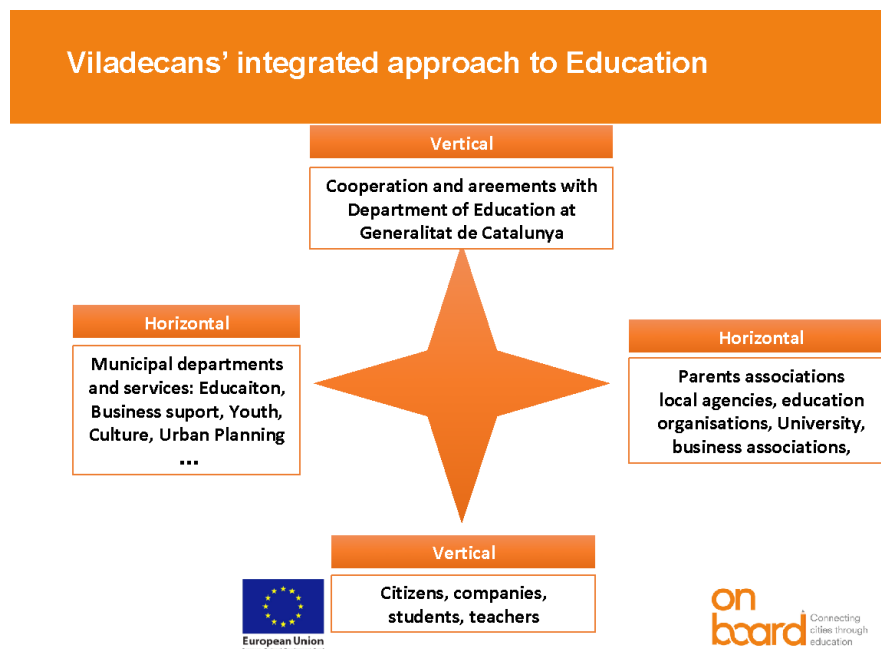 Viladecans’ integrated approach to Education
Vertical
Cooperation and areements with
Department of Education at
Generalitat de Catalunya
Horizontal
Municipal departments
and services: Educaiton,
Business suport, Youth,
Culture, Urban Planning
...
Horizontal
Parents associations
local agencies, education
organisations, University,
business associations,
Vertical
Citizens, companies,
students, teachers
European Union
on
board
Connecting
cities through
education